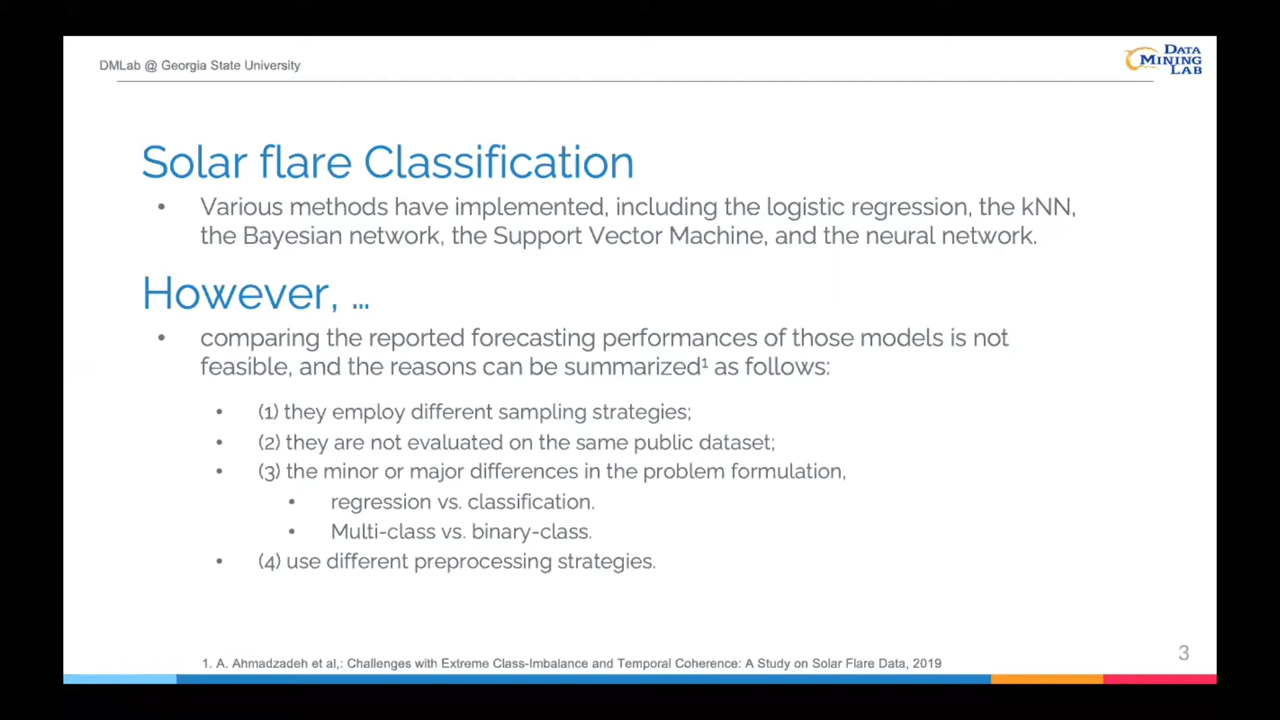 DMLab @ Georgia State University
DATA
MINING
LAB
Solar flare Classification
• Various methods have implemented, including the logistic regression, the kNN,
the Bayesian network, the Support Vector Machine, and the neural network.
However, ...
• comparing the reported forecasting performances of those models is not
feasible, and the reasons can be summarized¹ as follows:
• (1) they employ different sampling strategies;
• (2) they are not evaluated on the same public dataset;
• (3) the minor or major differences in the problem formulation,
• regression vs. classification.
• Multi-class vs. binary-class.
• (4) use different preprocessing strategies.
1. A. Ahmadzadeh et al,: Challenges with Extreme Class-Imbalance and Temporal Coherence: A Study on Solar Flare Data, 2019
3